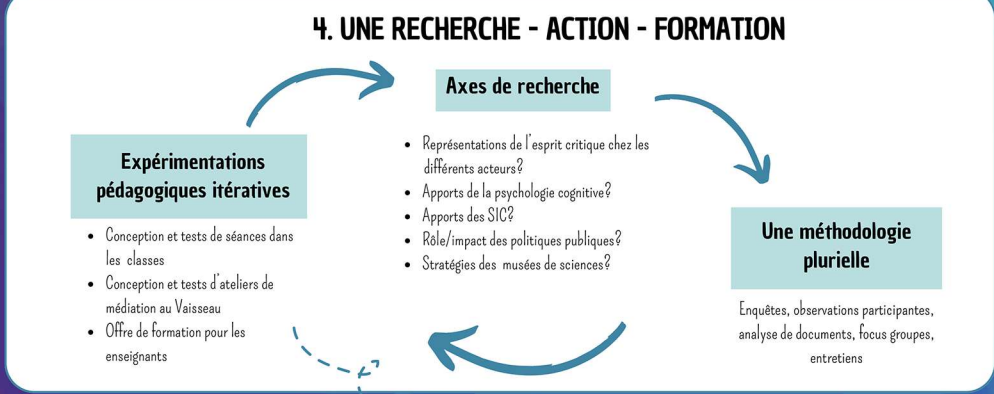 4. UNE RECHERCHE - ACTION - FORMATION
Axes de recherche
• Représentations de l'esprit critique chez les
différents acteurs?
• Apports de la psychologie cognitive?
• Apports des SIC?
• Rôle/impact des politiques publiques?
• Stratégies des musées de sciences?
Expérimentations
pédagogiques itératives
• Conception et tests de séances dans
les classes
• Conception et tests d'ateliers de
médiation au Vaisseau
• Offre de formation pour les
enseignants
Une méthodologie
plurielle
Enquêtes, observations participantes,
analyse de documents, focus groupes,
entretiens